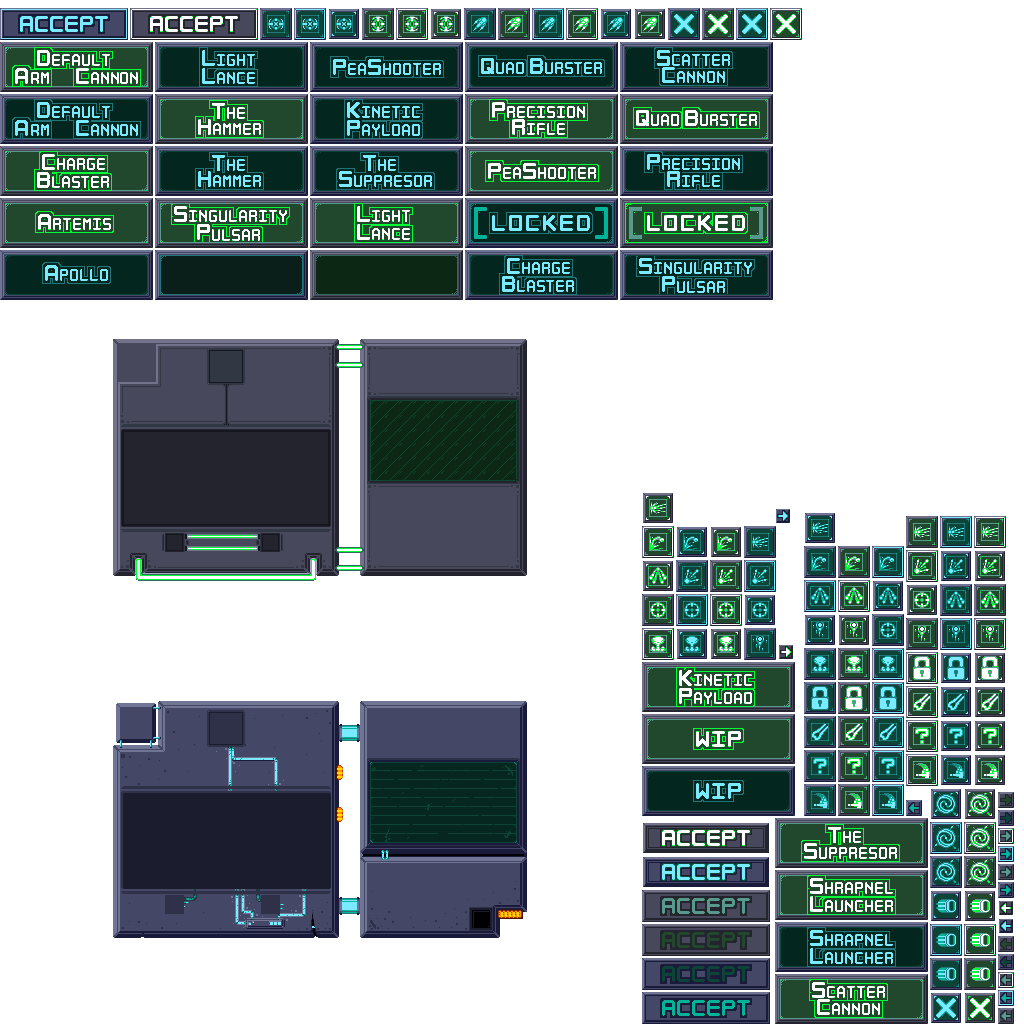 ACCEPT
ACCEPT
DEFAULT
ARM CANNON
LIGHT
LANCE
PEASHOOTER
QUAD BURSTER
SCATTER
CANNON
DEFAULT
ARM CANNON
THE
HAMMER
KINETIC
PAYLOAD
PRECISION
RIFLE
QUAD BURSTER
CHARGE
BLASTER
THE
HAMMER
THE
SUPPRESOR
PEASHOOTER
PRECISION
RIFLE
ARTEMIS
SINGULARITY
PULSAR
LIGHT
LANCE
[LOCKED]
[LOCKED]
APOLLO
CHARGE
BLASTER
SINGULARITY
PULSAR
KINETIC
PAYLOAD
WIP
WIP
?
?
?
?
?
?
ACCEPT
ACCEPT
ACCEPT
ACCEPT
ACCEPT
ACCEPT
THE
SUPPRESOR
SHRAPNEL
LAUNCHER
SHRAPNEL
LAUNCHER
SCATTER
CANNON